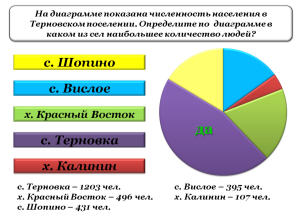 На диаграмме показана численность населения в
Терновском поселении. Определите по диаграмме в
каком из сел наибольшее количество людей?
с. Шопино
с. Вислое
х. Красный Восток
с. Терновка
х. Калинин
да
с. Терновка – 1203 чел.
х. Красный Восток – 496 чел.
с. Шопино – 431 чел.
с. Вислое – 395 чел.
х. Калинин – 107 чел.